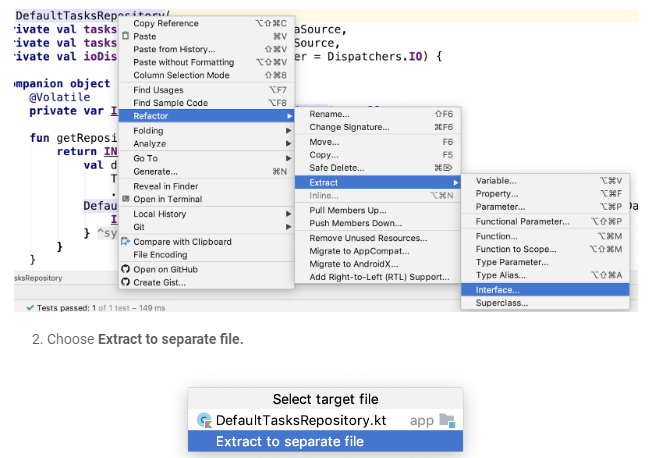 DefaultTasksRepository(
rivate val tasks
aSource,
rivate val tasks
Source,
rivate val ioDis
er = Dispatchers.IO) {
ompanion object
@Volatile
private var I
fun getReposi
return IN
val d
T
.
Defau
Da
I
} ^sy
}
}
asksRepository
Tests passed: 1 of 1 test – 149 ms
Copy Reference ⌥⇧⌘C
Paste ⌘V
Paste from History... ⇧⌘V
Paste without Formatting ⌥⇧⌘V
Column Selection Mode ⇧⌘8
Find Usages ⌥F7
Find Sample Code ⌥F8
Refactor
Folding
Analyze
Go To
Generate... ⌘N
Reveal in Finder
Open in Terminal
Local History
Git
Compare with Clipboard
File Encoding
Open on GitHub
Create Gist...
Rename... ⇧F6
Change Signature... ⌘F6
Move... F6
Copy... F5
Safe Delete... ⌘⌦
Extract
Inline... ⌥⌘N
Pull Members Up...
Push Members Down...
Remove Unused Resources...
Migrate to AppCompat...
Migrate to AndroidX...
Add Right-to-Left (RTL) Support...
Variable... ⌥⌘V
Property... ⌥⌘F
Parameter... ⌥⌘P
Functional Parameter... ⌥⇧⌘P
Function... ⌥⌘M
Function to Scope... ⌥⇧⌘M
Type Parameter...
Type Alias... ⌥⇧⌘A
Interface...
Superclass...
2. Choose Extract to separate file.
Select target file
DefaultTasksRepository.kt app
Extract to separate file